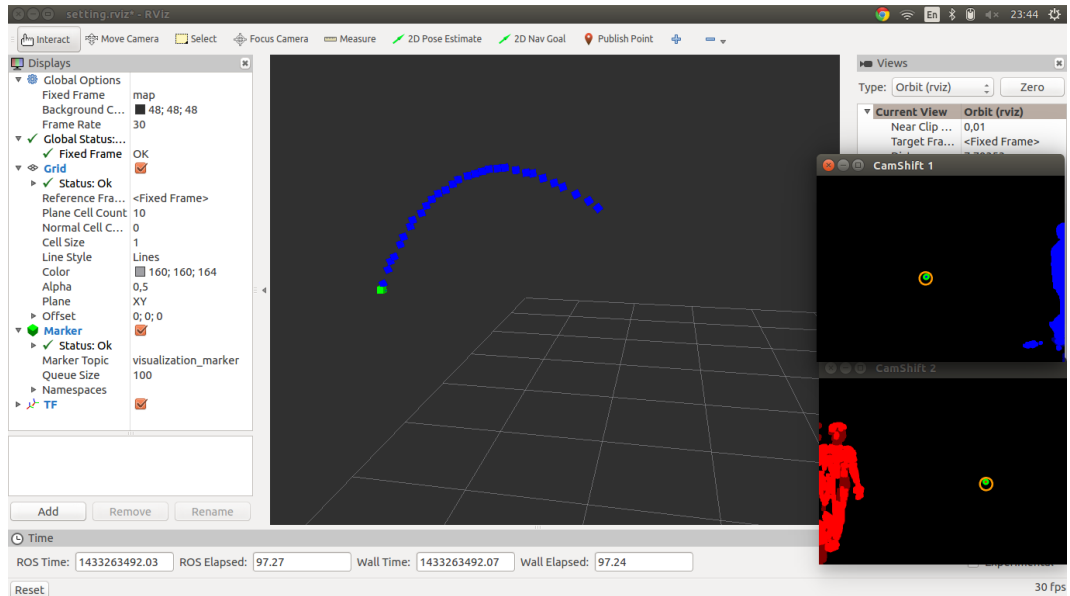 setting.rviz* - RViz
En
23:44
Interact
Move Camera
Select
Focus Camera
Measure
2D Pose Estimate
2D Nav Goal
Publish Point
Displays
Global Options
Fixed Frame map
Background C... 48; 48; 48
Frame Rate 30
Global Status:...
Fixed Frame OK
Grid
Status: Ok
Reference Fra... <Fixed Frame>
Plane Cell Count 10
Normal Cell C... 0
Cell Size 1
Line Style Lines
Color 160; 160; 164
Alpha 0,5
Plane XY
Offset 0; 0; 0
Marker
Status: Ok
Marker Topic visualization_marker
Queue Size 100
Namespaces
TF
Add
Remove
Rename
Views
Type: Orbit (rviz) Zero
Current View Orbit (rviz)
Near Clip ... 0,01
Target Fra... <Fixed Frame>
CamShift 1
CamShift 2
Time
ROS Time: 1433263492.03 ROS Elapsed: 97.27 Wall Time: 1433263492.07 Wall Elapsed: 97.24
Reset
30 fps